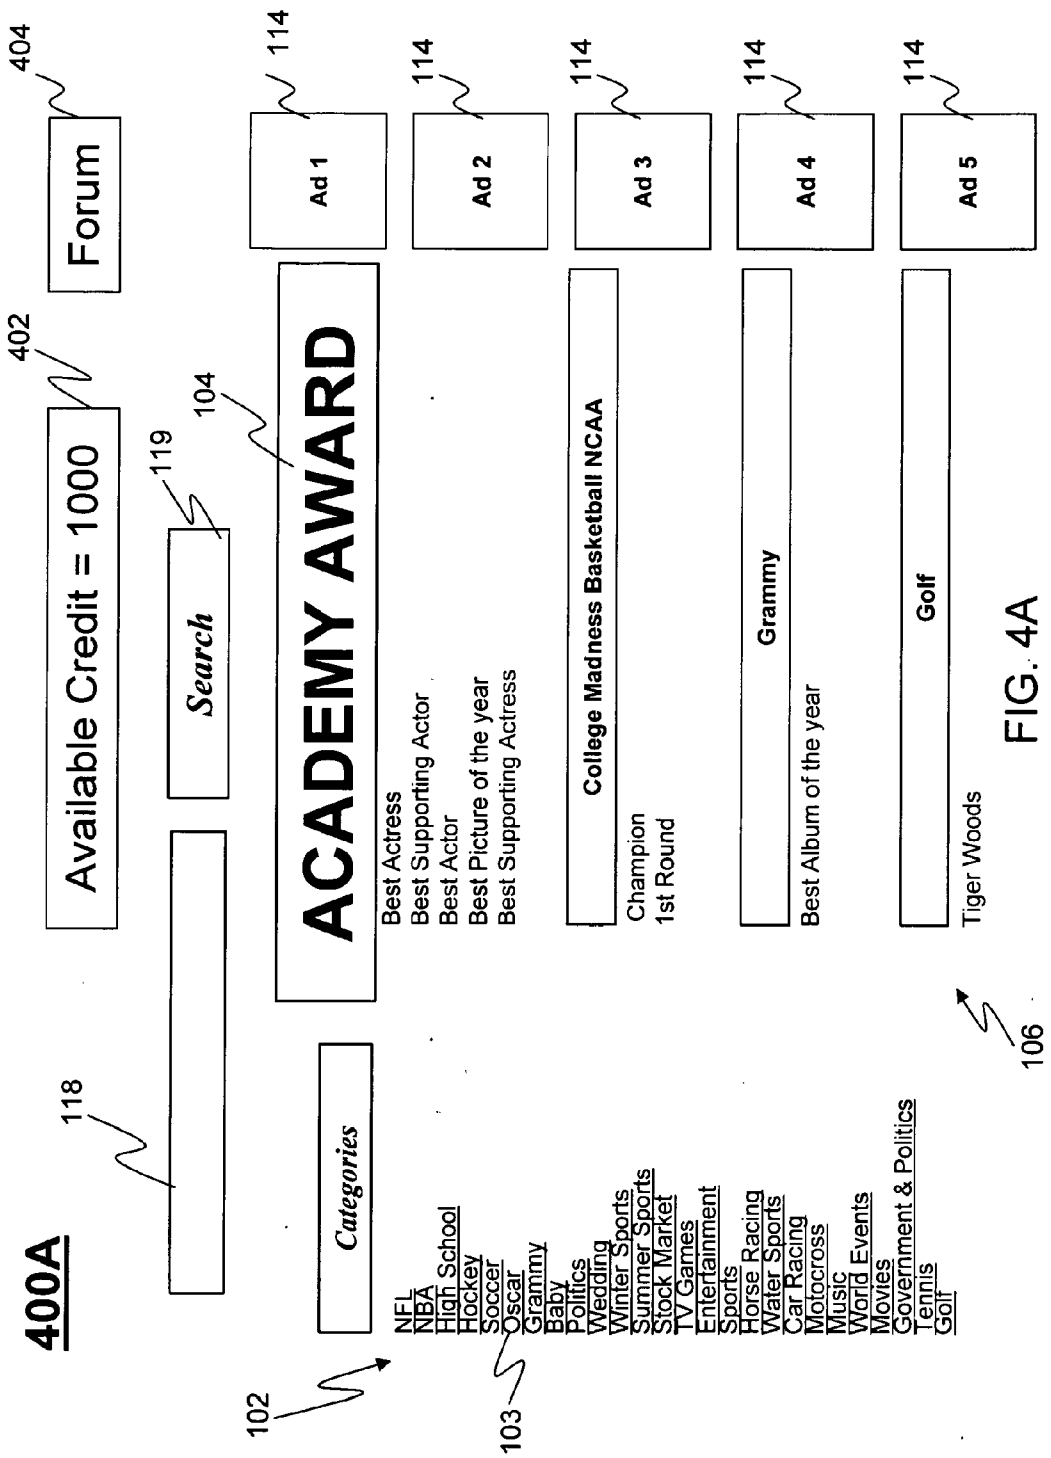 400A
118
Available Credit = 1000
402
Forum
404
Search
119
102
Categories
NFL
NBA
High School
Hockey
Soccer
Oscar
Grammy
Baby
Politics
Wedding
Winter Sports
Summer Sports
Stock Market
TV Games
Entertainment
Sports
Horse Racing
Water Sports
Car Racing
Motocross
Music
World Events
Movies
Government & Politics
Tennis
Golf
103
ACADEMY AWARD
104
Best Actress
Best Supporting Actor
Best Actor
Best Picture of the year
Best Supporting Actress
College Madness Basketball NCAA
Champion
1st Round
Grammy
Best Album of the year
Golf
Tiger Woods
106
Ad 1
114
Ad 2
114
Ad 3
114
Ad 4
114
Ad 5
114
FIG. 4A